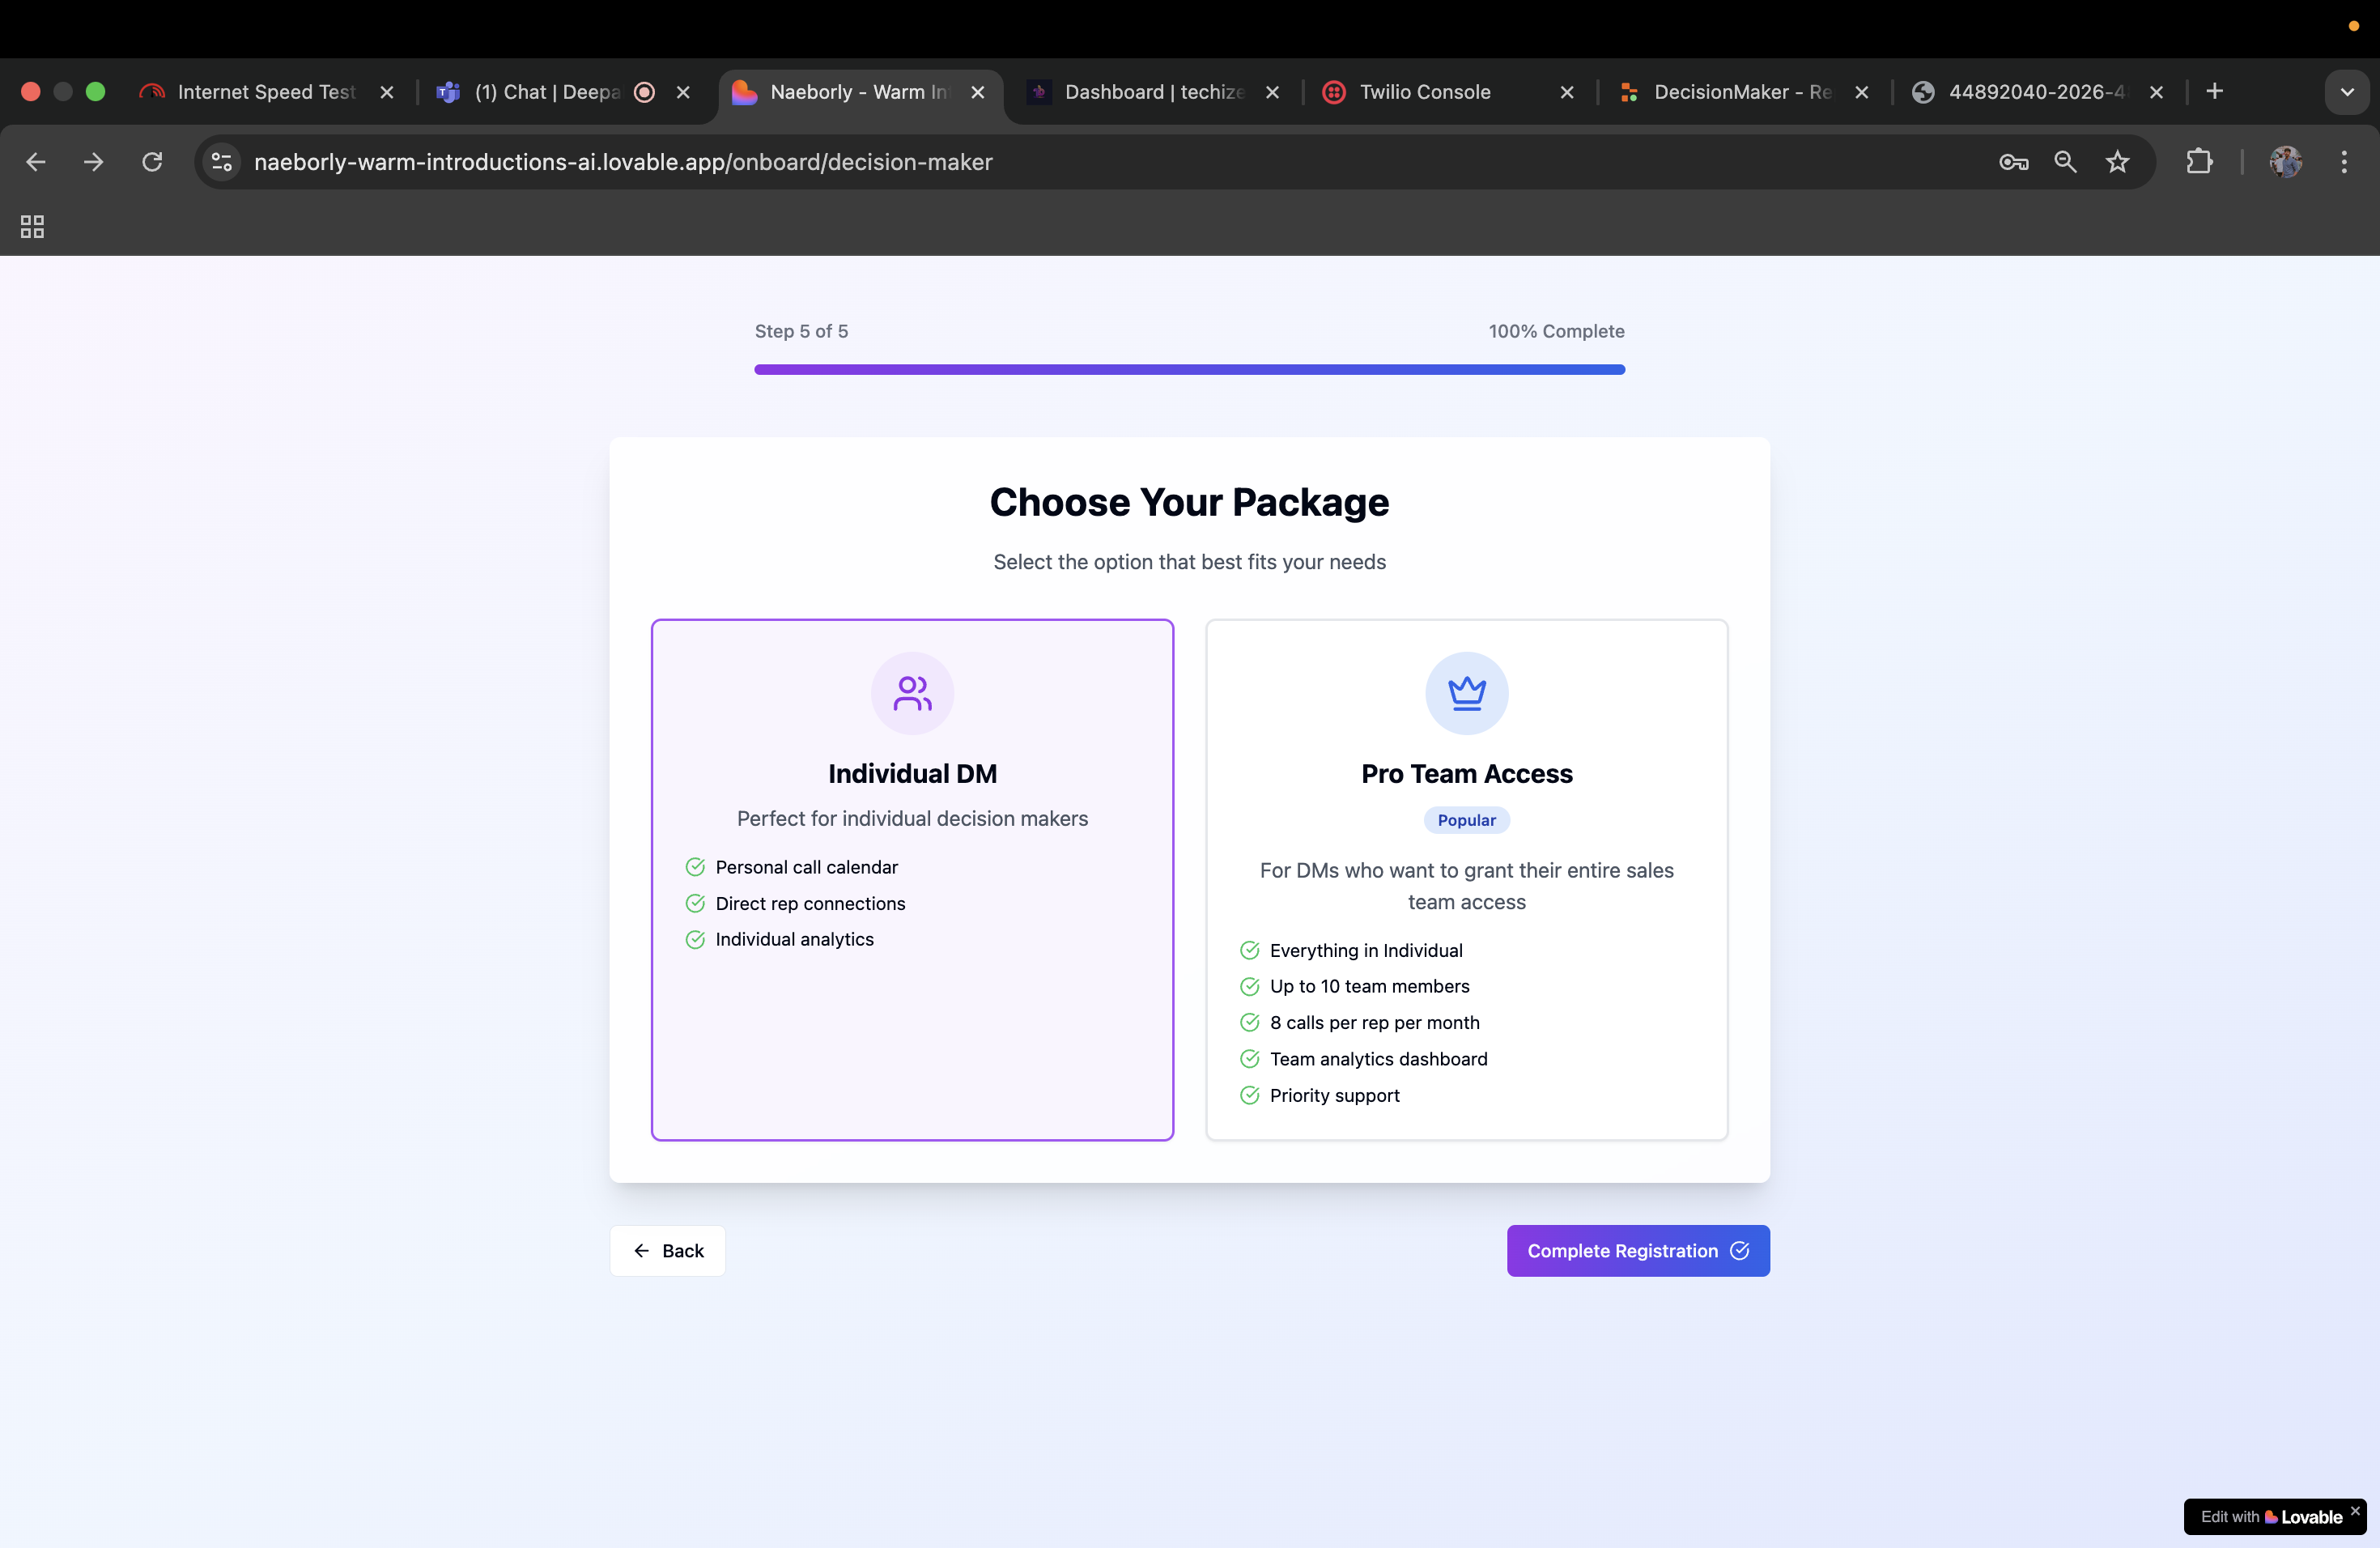 Internet Speed Test
(1) Chat | Deepa
Naeborly - Warm In
Dashboard | techize
Twilio Console
DecisionMaker - Re
44892040-2026-4
naeborly-warm-introductions-ai.lovable.app/onboard/decision-maker
Step 5 of 5
100% Complete
Choose Your Package
Select the option that best fits your needs
Individual DM
Perfect for individual decision makers
Personal call calendar
Direct rep connections
Individual analytics
Pro Team Access
Popular
For DMs who want to grant their entire sales
team access
Everything in Individual
Up to 10 team members
8 calls per rep per month
Team analytics dashboard
Priority support
Back
Complete Registration
Edit with Lovable